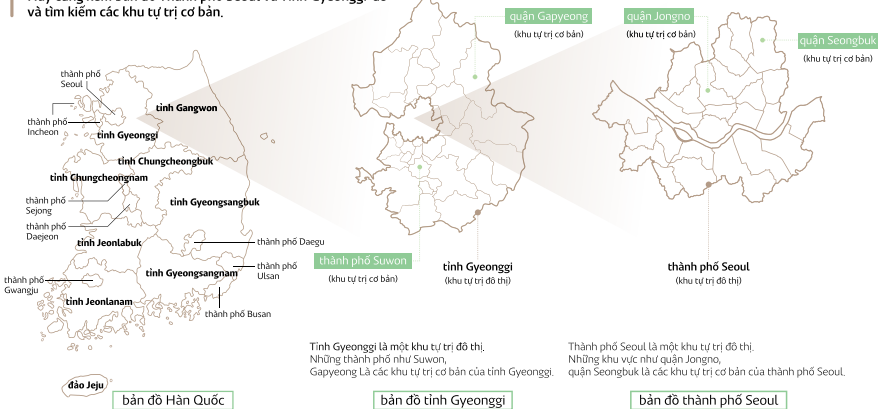 và tìm kiếm các khu tự trị cơ bản.
quận Gapyeong
(khu tự trị cơ bản)
quận Jongno
(khu tự trị cơ bản)
quận Seongbuk
(khu tự trị cơ bản)
thành phố
Seoul
tỉnh Gangwon
thành phố
Incheon
tỉnh Gyeonggi
tỉnh Chungcheongbuk
tỉnh Chungcheongnam
thành phố
Sejong
tỉnh Gyeongsangbuk
thành phố
Daejeon
tỉnh Jeonlabuk
thành phố Daegu
thành phố
Ulsan
tỉnh Gyeongsangnam
thành phố
Gwangju
tỉnh Jeonlanam
thành phố Busan
đảo Jeju
thành phố Suwon
(khu tự trị cơ bản)
tỉnh Gyeonggi
(khu tự trị đô thị)
thành phố Seoul
(khu tự trị đô thị)
Tỉnh Gyeonggi là một khu tự trị đô thị.
Những thành phố như Suwon,
Gapyeong Là các khu tự trị cơ bản của tỉnh Gyeonggi.
Thành phố Seoul là một khu tự trị đô thị.
Những khu vực như quận Jongno,
quận Seongbuk là các khu tự trị cơ bản của thành phố Seoul.
bản đồ Hàn Quốc
bản đồ tỉnh Gyeonggi
bản đồ thành phố Seoul